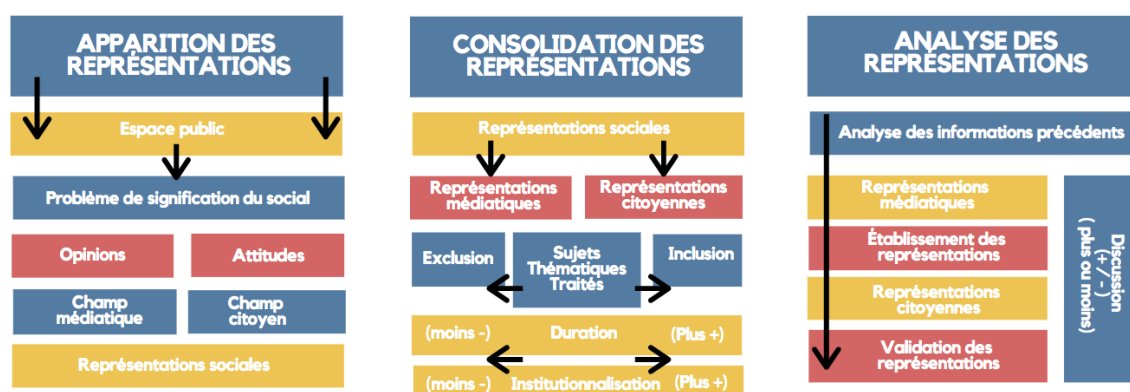 APPARITION DES
REPRÉSENTATIONS
Espace public
Problème de signification du social
Opinions
Attitudes
Champ
médiatique
Champ
citoyen
Représentations sociales
CONSOLIDATION DES
REPRÉSENTATIONS
Représentations sociales
Représentations
médiatiques
Représentations
citoyennes
Exclusion
Sujets
Thématiques
Traités
Inclusion
(moins -)
Duration
(Plus +)
(moins -)
Institutionnalisation
(Plus +)
ANALYSE DES
REPRÉSENTATIONS
Analyse des informations précédents
Représentations
médiatiques
Établissement des
représentations
Représentations
citoyennes
Validation des
représentations
Discussion
(+ / -)
( plus ou moins)